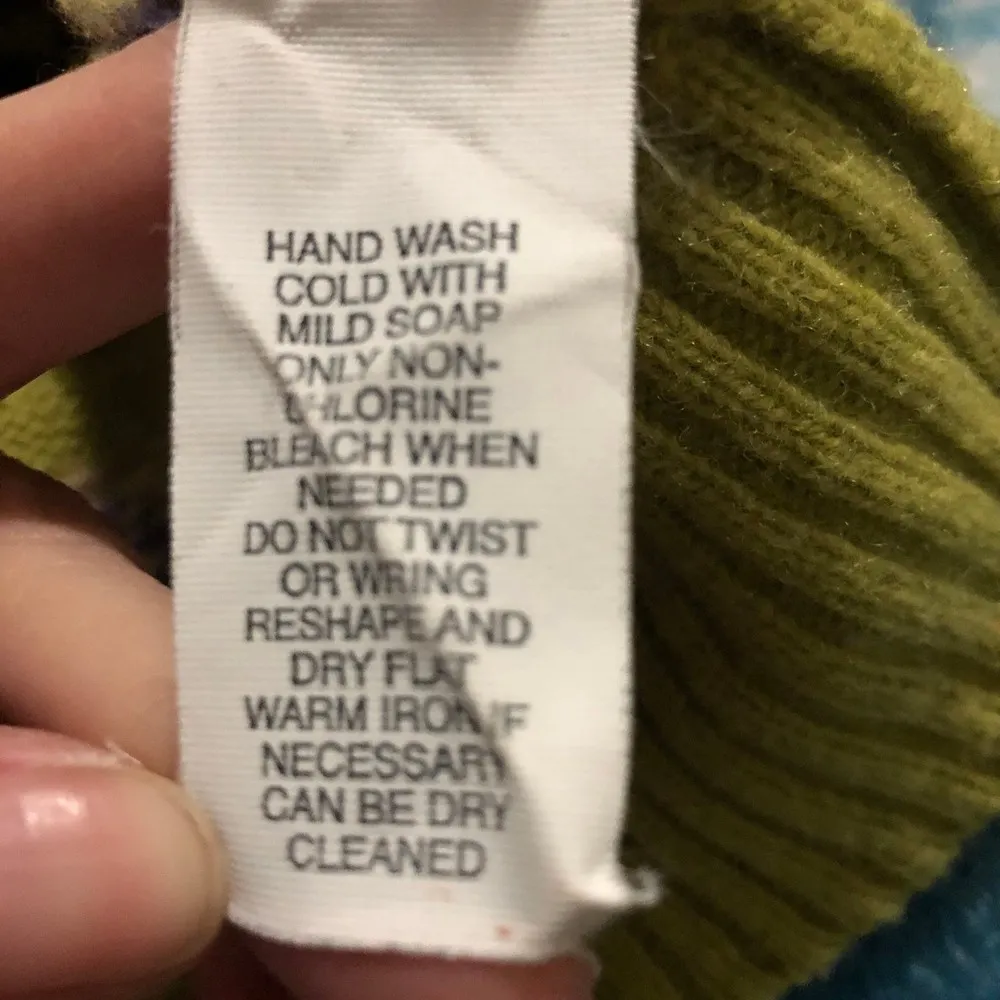 HAND WASH
COLD WITH
MILD SOAP
ONLY NON-
CHLORINE
BLEACH WHEN
NEEDED
DO NOT TWIST
OR WRING
RESHAPE AND
DRY FLAT
WARM IRON IF
NECESSARY
CAN BE DRY
CLEANED